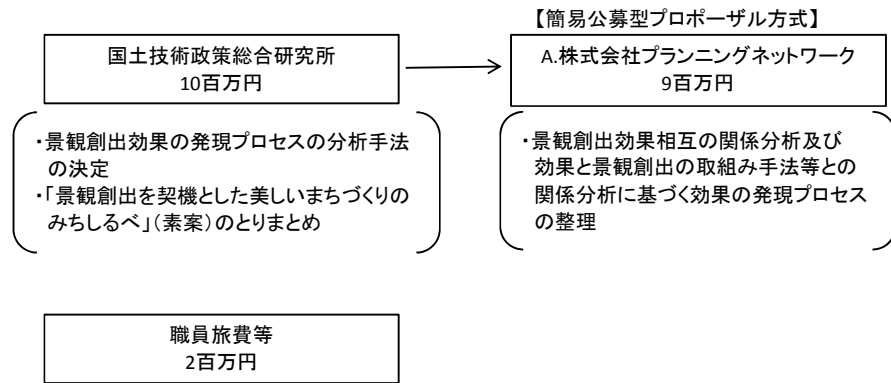 【簡易公募型プロポーザル方式】
国土技術政策総合研究所
10百万円
A.株式会社プランニングネットワーク
9百万円
・景観創出効果の発現プロセスの分析手法
の決定
・「景観創出を契機とした美しいまちづくりの
みちしるべ」（素案）のとりまとめ
・景観創出効果相互の関係分析及び
効果と景観創出の取組み手法等との
関係分析に基づく効果の発現プロセス
の整理
職員旅費等
2百万円